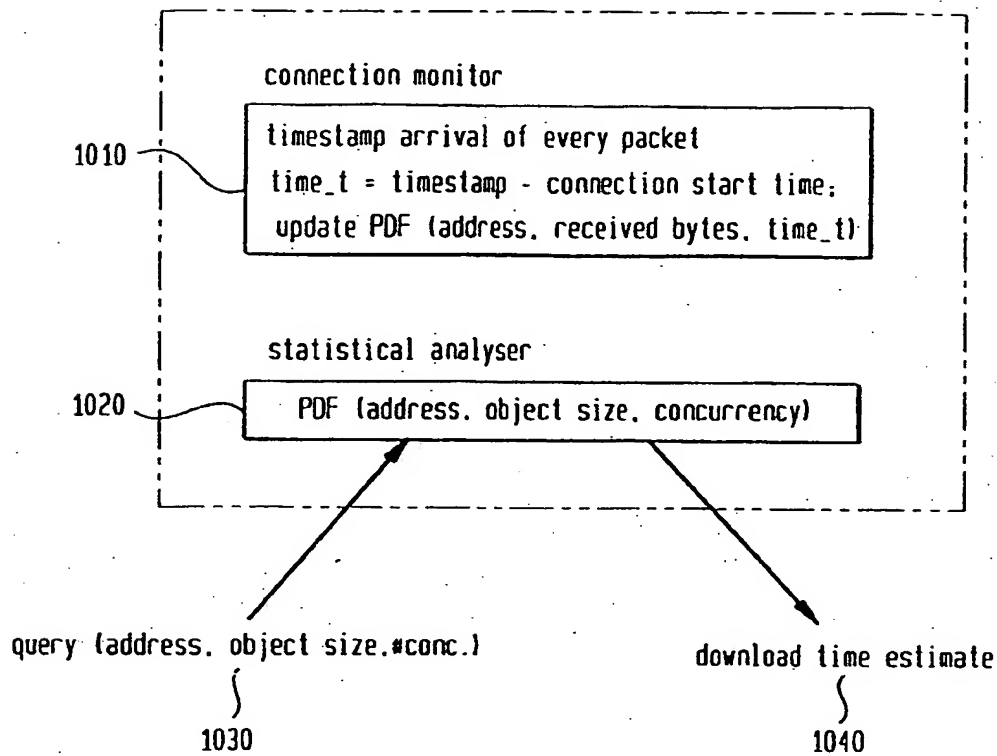 connection monitor
1010
timestamp arrival of every packet
time_t = timestamp - connection start time;
update PDF (address. received bytes. time_t)
statistical analyser
1020
PDF (address. object size. concurrency)
query (address. object size.#conc.)
download time estimate
1030
1040